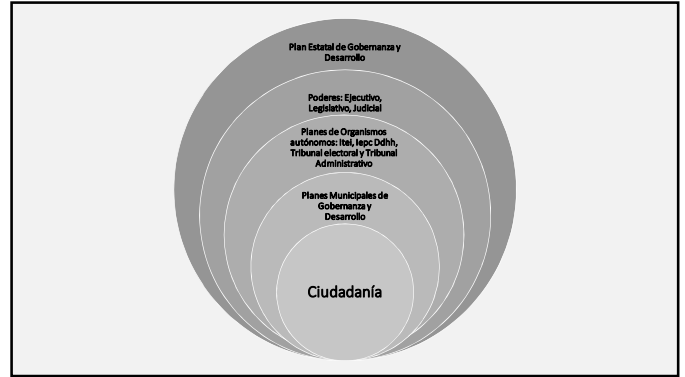 Plan Estatal de Gobernanza y
Desarrollo
Poderes: Ejecutivo,
Legislativo, Judicial
Planes de Organismos
autónomos: Itei, Iepc Ddhh,
Tribunal electoral y Tribunal
Administrativo
Planes Municipales de
Gobernanza y
Desarrollo
Ciudadanía